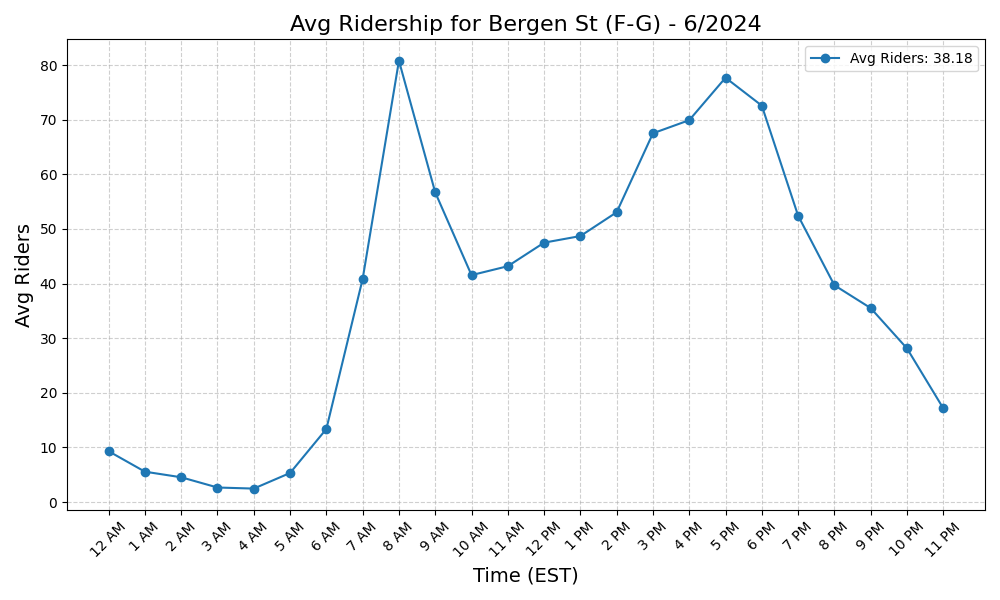 Avg Ridership for Bergen St (F-G) - 6/2024
Avg Riders: 38.18
Avg Riders
80
70
60
50
40
30
20
10
0
12 AM
1 AM
2 AM
3 AM
4 AM
5 AM
6 AM
7 AM
8 AM
9 AM
10 AM
11 AM
12 PM
1 PM
2 PM
3 PM
4 PM
5 PM
6 PM
7 PM
8 PM
9 PM
10 PM
11 PM
Time (EST)